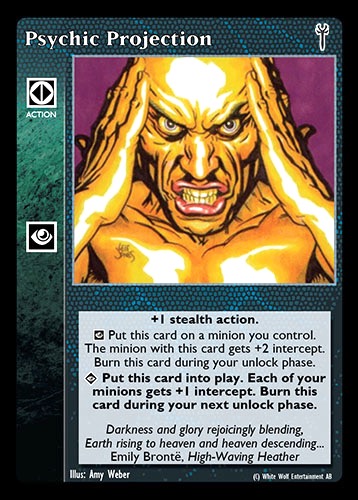 Psychic Projection
ACTION
+1 stealth action.
Put this card on a minion you control.
The minion with this card gets +2 intercept.
Burn this card during your unlock phase.
Put this card into play. Each of your
minions gets +1 intercept. Burn this
card during your next unlock phase.
Darkness and glory rejoicingly blending,
Earth rising to heaven and heaven descending...
Emily Brontë, High-Waving Heather
Illus: Amy Weber
(C) White Wolf Entertainment AB